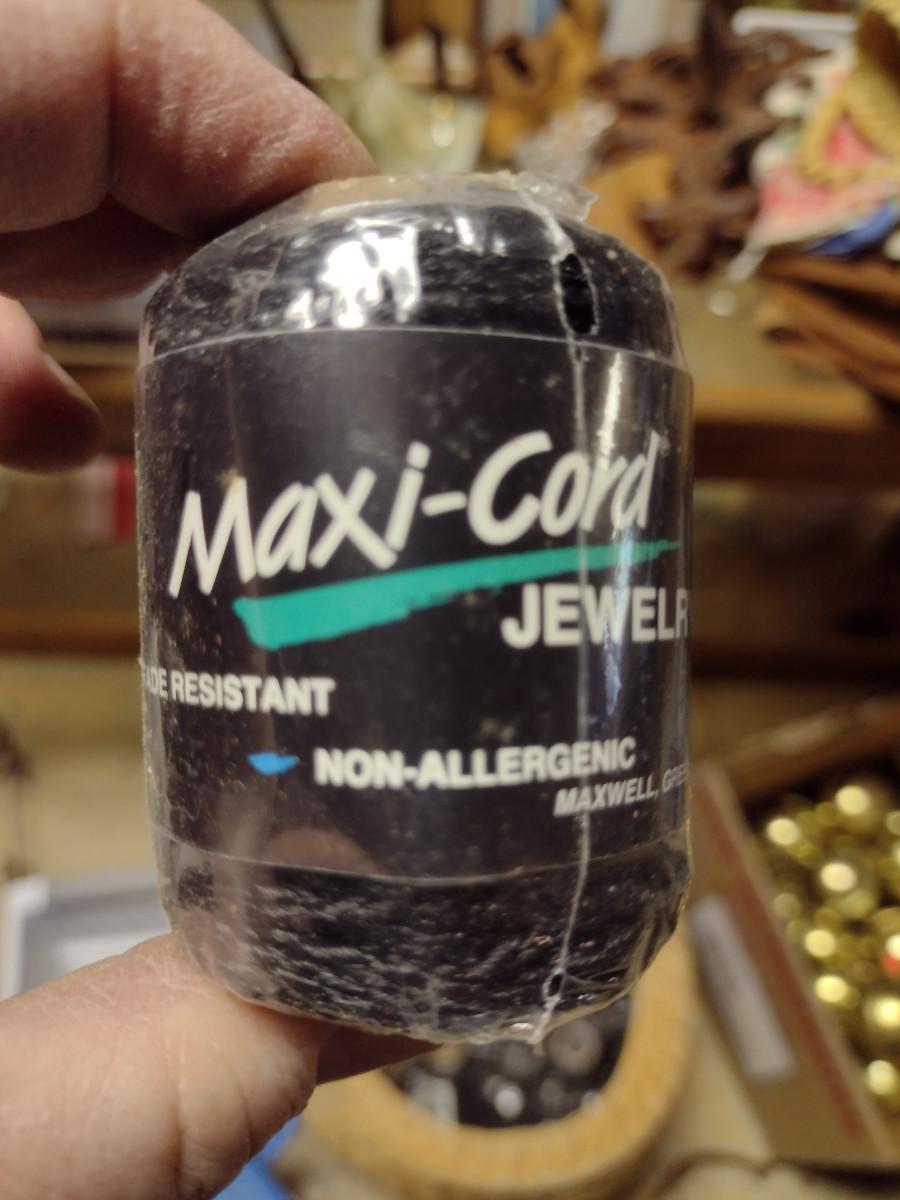 Maxi-Cord
JEWELR
ADE RESISTANT
NON-ALLERGENIC
MAXWELL, GRE